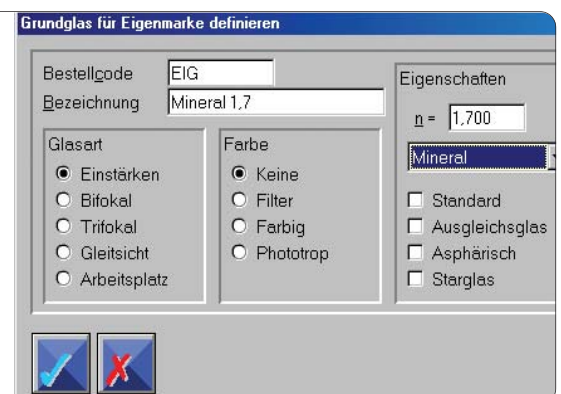 Grundglas für Eigenmarke definieren
Bestellcode EIG
Bezeichnung Mineral 1,7
Glasart
Einstärken
Bifokal
Trifokal
Gleitsicht
Arbeitsplatz
Farbe
Keine
Filter
Farbig
Phototrop
Eigenschaften
n = 1,700
Mineral
Standard
Ausgleichsglas
Asphärisch
Starglas